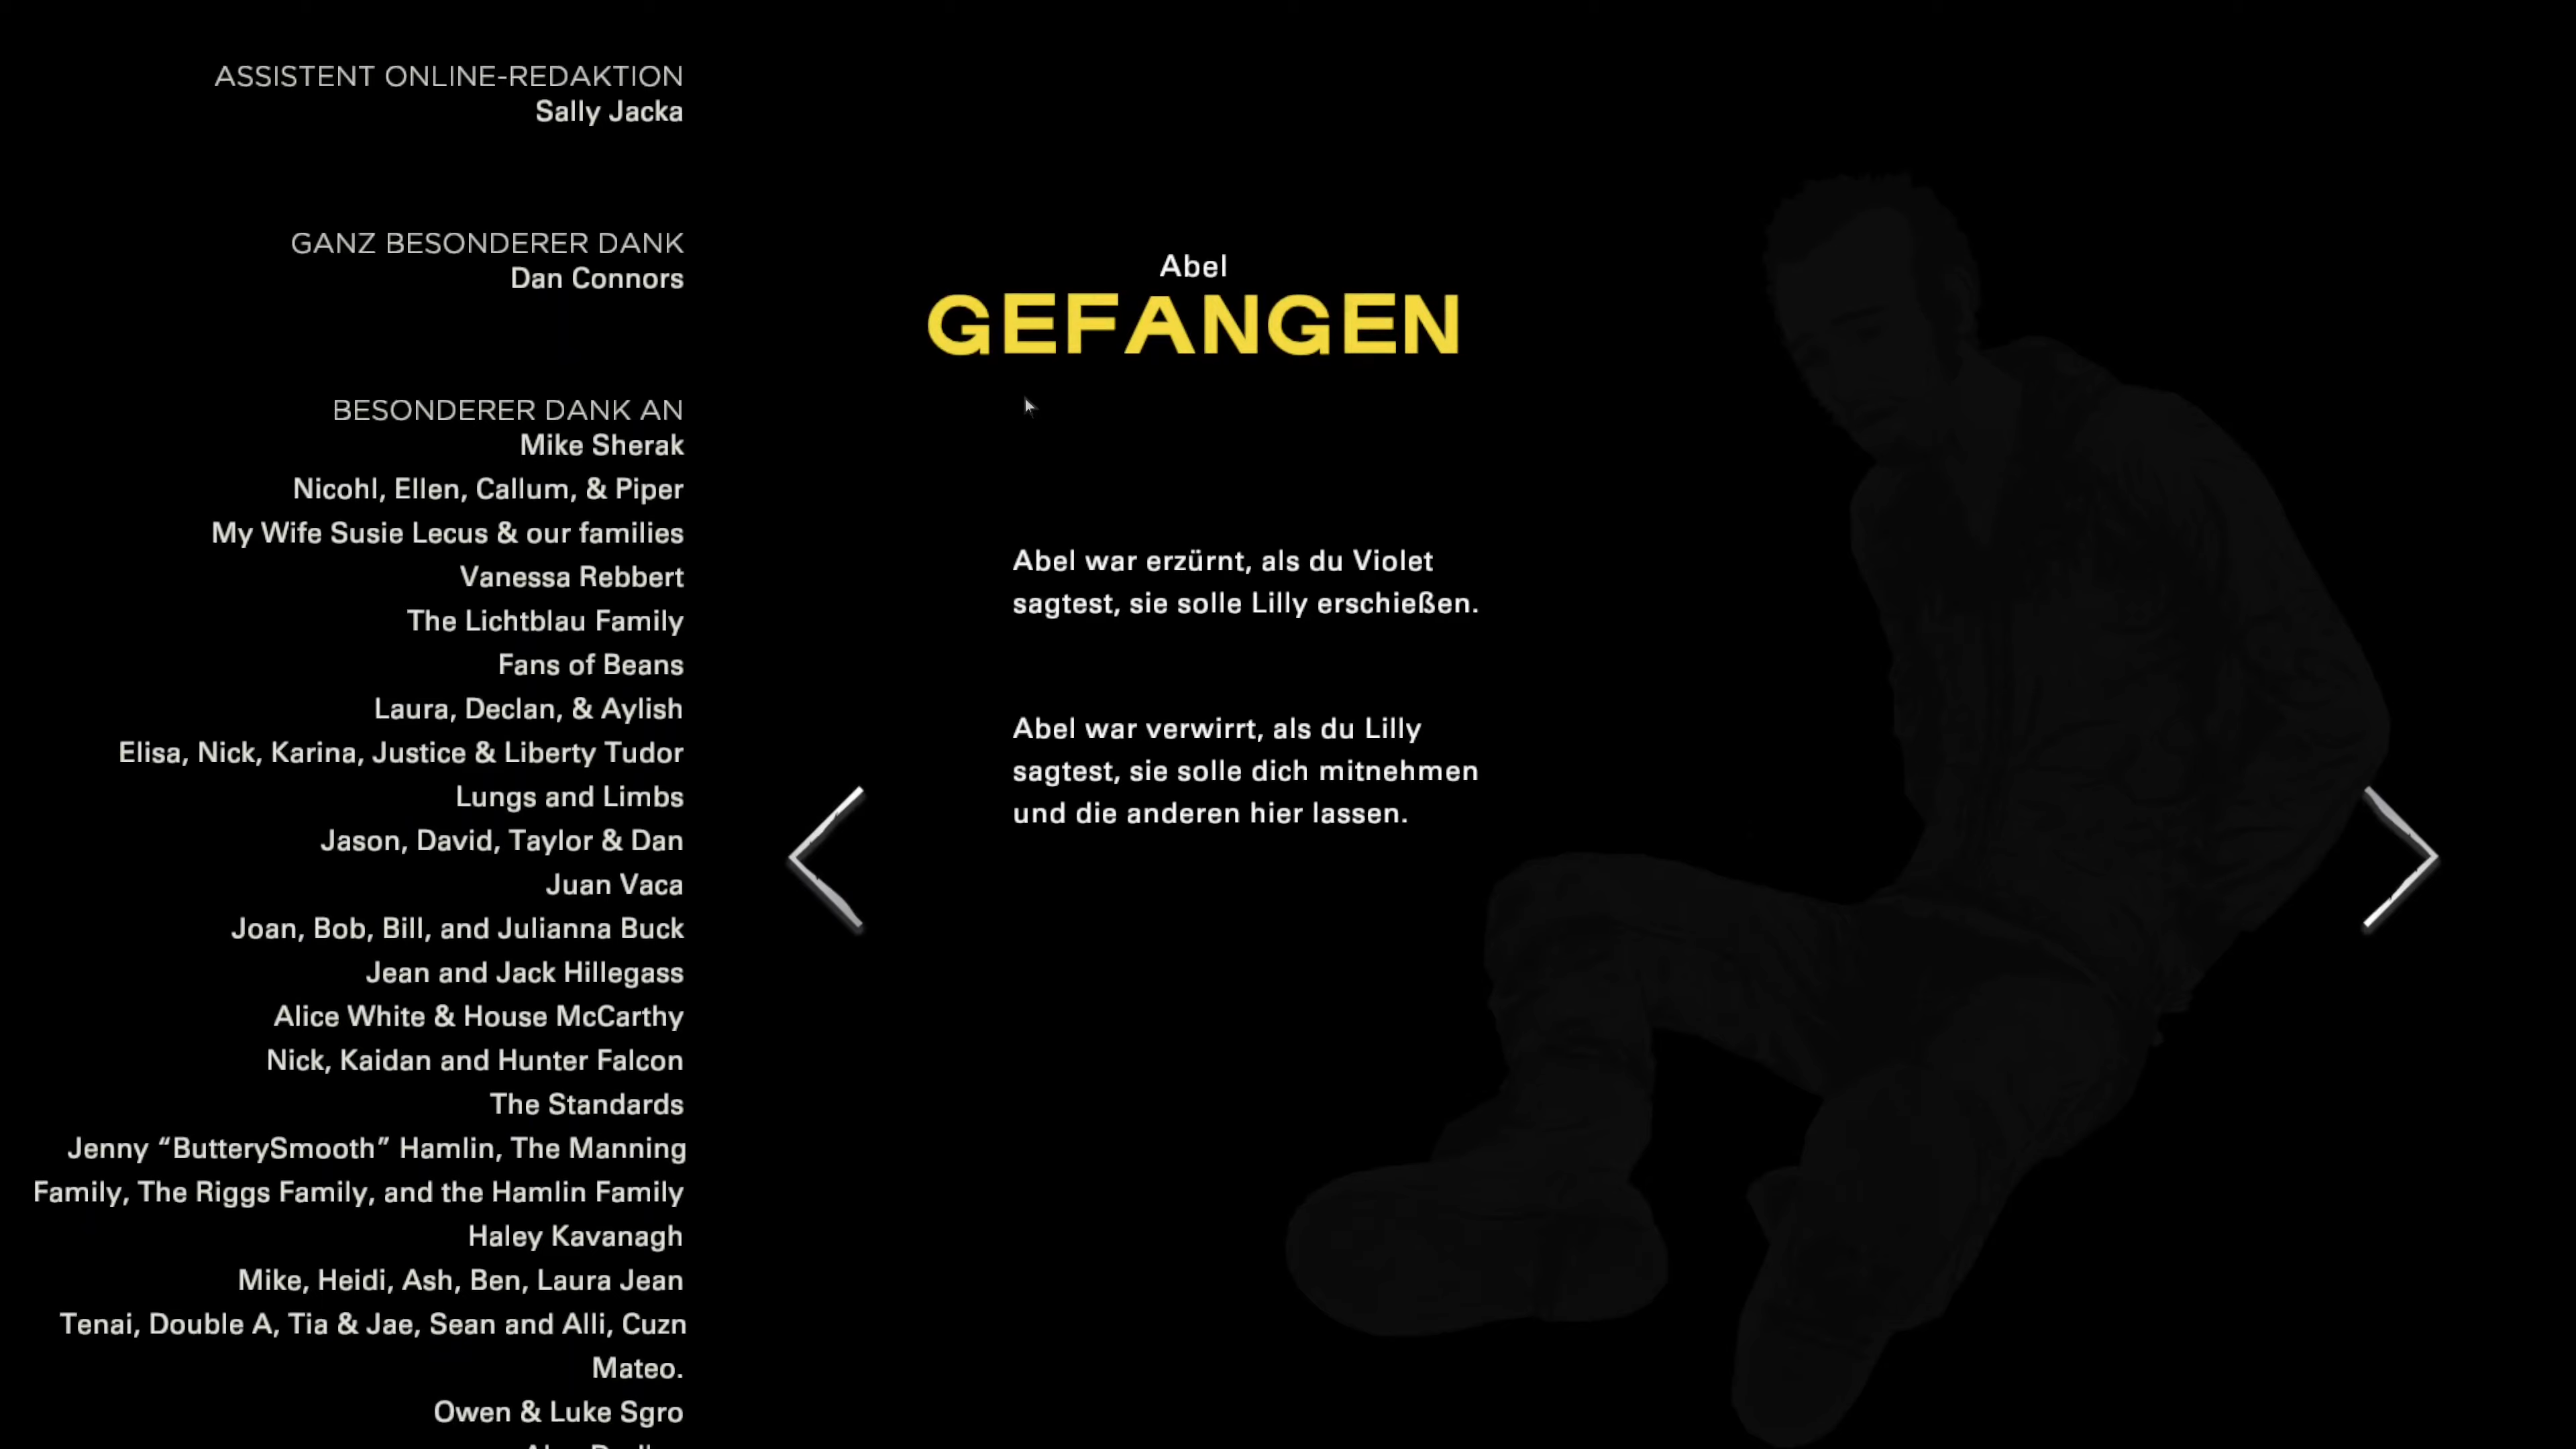 ASSISTENT ONLINE-REDAKTION
Sally Jacka
GANZ BESONDERER DANK
Dan Connors
BESONDERER DANK AN
Mike Sherak
Nicohl, Ellen, Callum, & Piper
My Wife Susie Lecus & our families
Vanessa Rebbert
The Lichtblau Family
Fans of Beans
Laura, Declan, & Aylish
Elisa, Nick, Karina, Justice & Liberty Tudor
Lungs and Limbs
Jason, David, Taylor & Dan
Juan Vaca
Joan, Bob, Bill, and Julianna Buck
Jean and Jack Hillegass
Alice White & House McCarthy
Nick, Kaidan and Hunter Falcon
The Standards
Jenny “ButterySmooth” Hamlin, The Manning
Family, The Riggs Family, and the Hamlin Family
Haley Kavanagh
Mike, Heidi, Ash, Ben, Laura Jean
Tenai, Double A, Tia & Jae, Sean and Alli, Cuzn
Mateo.
Owen & Luke Sgro
Abel
GEFANGEN
Abel war erzürnt, als du Violet
sagtest, sie solle Lilly erschießen.
Abel war verwirrt, als du Lilly
sagtest, sie solle dich mitnehmen
und die anderen hier lassen.